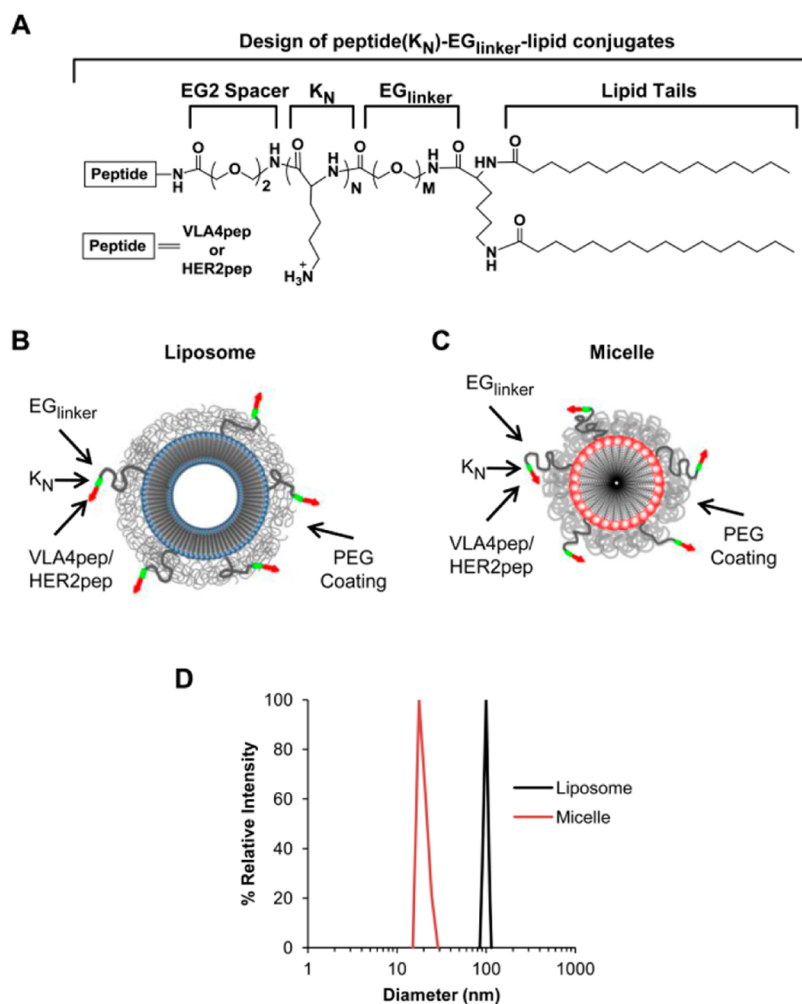 A
Design of peptide(KN)-EGlinker-lipid conjugates
EG2 Spacer KN EGlinker Lipid Tails
Peptide N H O O 2 H N O H N N O O M H N O H N O
Peptide VLA4pep or HER2pep
H3N+
O N H
B Liposome
EGlinker
KN
VLA4pep/
HER2pep
PEG
Coating
C Micelle
EGlinker
KN
VLA4pep/
HER2pep
PEG
Coating
D
% Relative Intensity
100
80
60
40
20
0
1 10 100 1000
Diameter (nm)
Liposome
Micelle